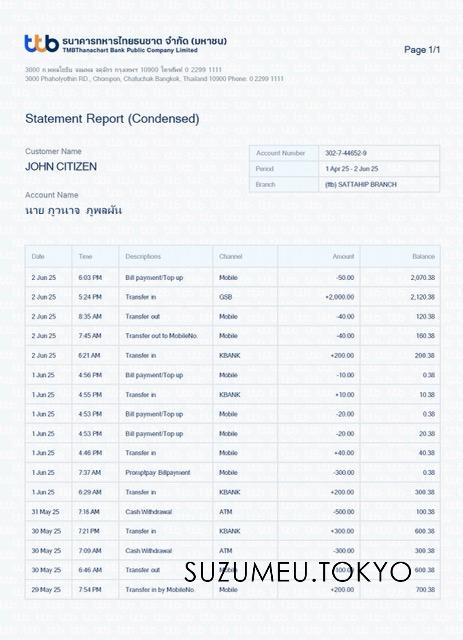 ttb ธนาคารทหารไทยธนชาต จำกัด (มหาชน)
TMBThanachart Bank Public Company Limited
Page 1/1
3000 ถ.พหลโยธิน จอมพล จตุจักร กรุงเทพฯ 10900 โทรศัพท์ 0 2299 1111
3000 Phaholyothin RD., Chompon, Chatuchak Bangkok, Thailand 10900 Phone: 0 2299 1111
Statement Report (Condensed)
Customer Name
JOHN CITIZEN
Account Number 302-7-44652-9
Period 1 Apr 25 - 2 Jun 25
Branch (ttb) SATTAHIP BRANCH
Account Name
นาย ภูวนาจ ภูพลผัน
Date Time Descriptions Channel Amount Balance
2 Jun 25 6:03 PM Bill payment/Top up Mobile -50.00 2,070.38
2 Jun 25 5:24 PM Transfer in GSB +2,000.00 2,120.38
2 Jun 25 8:35 AM Transfer out Mobile -40.00 120.38
2 Jun 25 7:45 AM Transfer out to MobileNo. Mobile -40.00 160.38
2 Jun 25 6:21 AM Transfer in KBANK +200.00 200.38
1 Jun 25 4:56 PM Bill payment/Top up Mobile -10.00 0.38
1 Jun 25 4:55 PM Transfer in KBANK +10.00 10.38
1 Jun 25 4:53 PM Bill payment/Top up Mobile -20.00 0.38
1 Jun 25 4:53 PM Bill payment/Top up Mobile -20.00 20.38
1 Jun 25 4:46 PM Transfer in Mobile +40.00 40.38
1 Jun 25 7:37 AM Promptpay Billpayment Mobile -300.00 0.38
1 Jun 25 6:29 AM Transfer in KBANK +200.00 300.38
31 May 25 7:16 AM Cash Withdrawal ATM -500.00 100.38
30 May 25 7:21 PM Transfer in KBANK +300.00 600.38
30 May 25 7:09 AM Cash Withdrawal ATM -300.00 300.38
30 May 25 6:46 AM Transfer out Mobile -100.00 600.38
29 May 25 7:54 PM Transfer in by MobileNo. Mobile +200.00 700.38
SUZUMEU.TOKYO